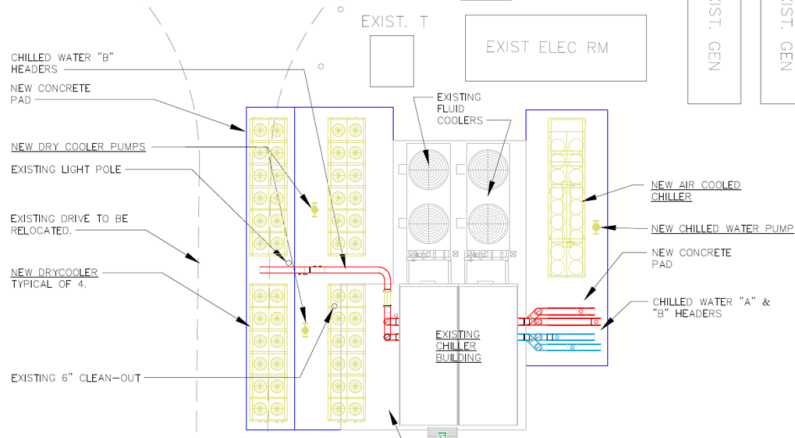 EXIST. T
EXIST ELEC RM
EXIST. GEN
EXIST. GEN
CHILLED WATER "B"
HEADERS
NEW CONCRETE
PAD
NEW DRY COOLER PUMPS
EXISTING LIGHT POLE
EXISTING DRIVE TO BE
RELOCATED.
NEW DRYCOOLER
TYPICAL OF 4.
EXISTING 6" CLEAN-OUT
EXISTING
FLUID
COOLERS
EXISTING
CHILLER
BUILDING
NEW AIR COOLED
CHILLER
NEW CHILLED WATER PUMP
NEW CONCRETE
PAD
CHILLED WATER "A" &
"B" HEADERS